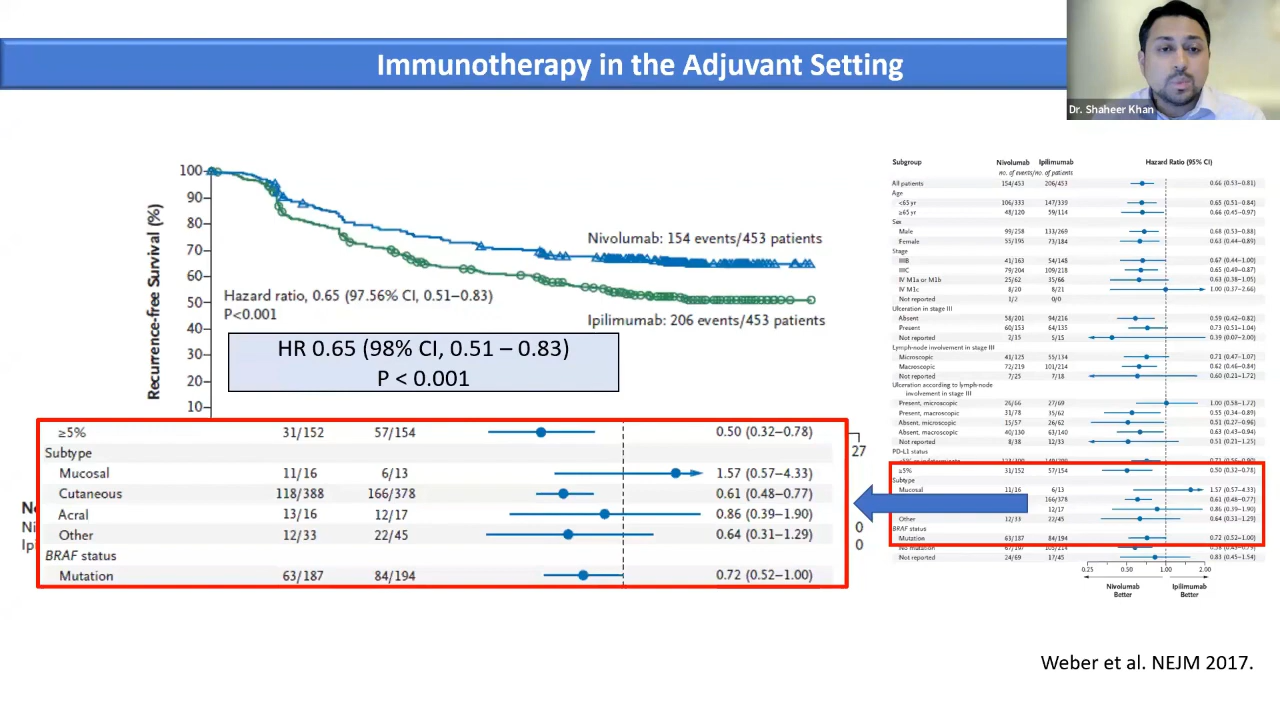 Immunotherapy in the Adjuvant Setting
Dr. Shaheer Khan
Recurrence-free Survival (%)
100
90
80
70
60
50
40
30
20
10
Nivolumab: 154 events/453 patients
Hazard ratio, 0.65 (97.56% CI, 0.51–0.83)
P<0.001
Ipilimumab: 206 events/453 patients
HR 0.65 (98% CI, 0.51 – 0.83)
P < 0.001
27
0
0
≥5% 31/152 57/154 0.50 (0.32–0.78)
Subtype
Mucosal 11/16 6/13 1.57 (0.57–4.33)
Cutaneous 118/388 166/378 0.61 (0.48–0.77)
Acral 13/16 12/17 0.86 (0.39–1.90)
Other 12/33 22/45 0.64 (0.31–1.29)
BRAF status
Mutation 63/187 84/194 0.72 (0.52–1.00)
Subgroup Nivolumab Ipilimumab Hazard Ratio (95% CI)
no. of events/no. of patients
All patients 154/453 206/453 0.66 (0.53–0.81)
Age
<65 yr 106/333 147/339 0.65 (0.51–0.84)
≥65 yr 48/120 59/114 0.66 (0.45–0.97)
Sex
Male 99/258 133/269 0.68 (0.53–0.88)
Female 55/195 73/184 0.63 (0.44–0.89)
Stage
IIIB 41/163 54/148 0.67 (0.44–1.00)
IIIC 79/204 109/218 0.65 (0.49–0.87)
IV M1a or M1b 25/62 35/66 0.63 (0.38–1.05)
IV M1c 8/20 8/21 1.00 (0.37–2.66)
Not reported 1/2 0/0
Ulceration in stage III
Absent 58/201 94/216 0.59 (0.42–0.82)
Present 60/153 64/135 0.73 (0.51–1.04)
Not reported 2/15 5/15 0.39 (0.07–2.00)
Lymph-node involvement in stage III
Microscopic 41/125 55/134 0.71 (0.47–1.07)
Macroscopic 72/219 101/214 0.62 (0.46–0.84)
Not reported 7/25 7/18 0.60 (0.21–1.72)
Ulceration according to lymph-node
involvement in stage III
Present, microscopic 26/66 27/69 1.00 (0.58–1.72)
Present, macroscopic 31/78 35/62 0.55 (0.34–0.89)
Absent, microscopic 15/57 26/62 0.51 (0.27–0.96)
Absent, macroscopic 40/130 63/140 0.63 (0.43–0.94)
Not reported 8/38 12/33 0.51 (0.21–1.25)
PD-L1 status
≥5% 31/152 57/154 0.50 (0.32–0.78)
Subtype
Mucosal 11/16 6/13 1.57 (0.57–4.33)
166/378 0.61 (0.48–0.77)
12/17 0.86 (0.39–1.90)
Other 12/33 22/45 0.64 (0.31–1.29)
BRAF status
Mutation 63/187 84/194 0.72 (0.52–1.00)
No mutation 67/197 105/214
Not reported 24/69 17/45 0.83 (0.45–1.54)
0.25 0.50 1.00 2.00
Nivolumab Better
Ipilimumab Better
Weber et al. NEJM 2017.